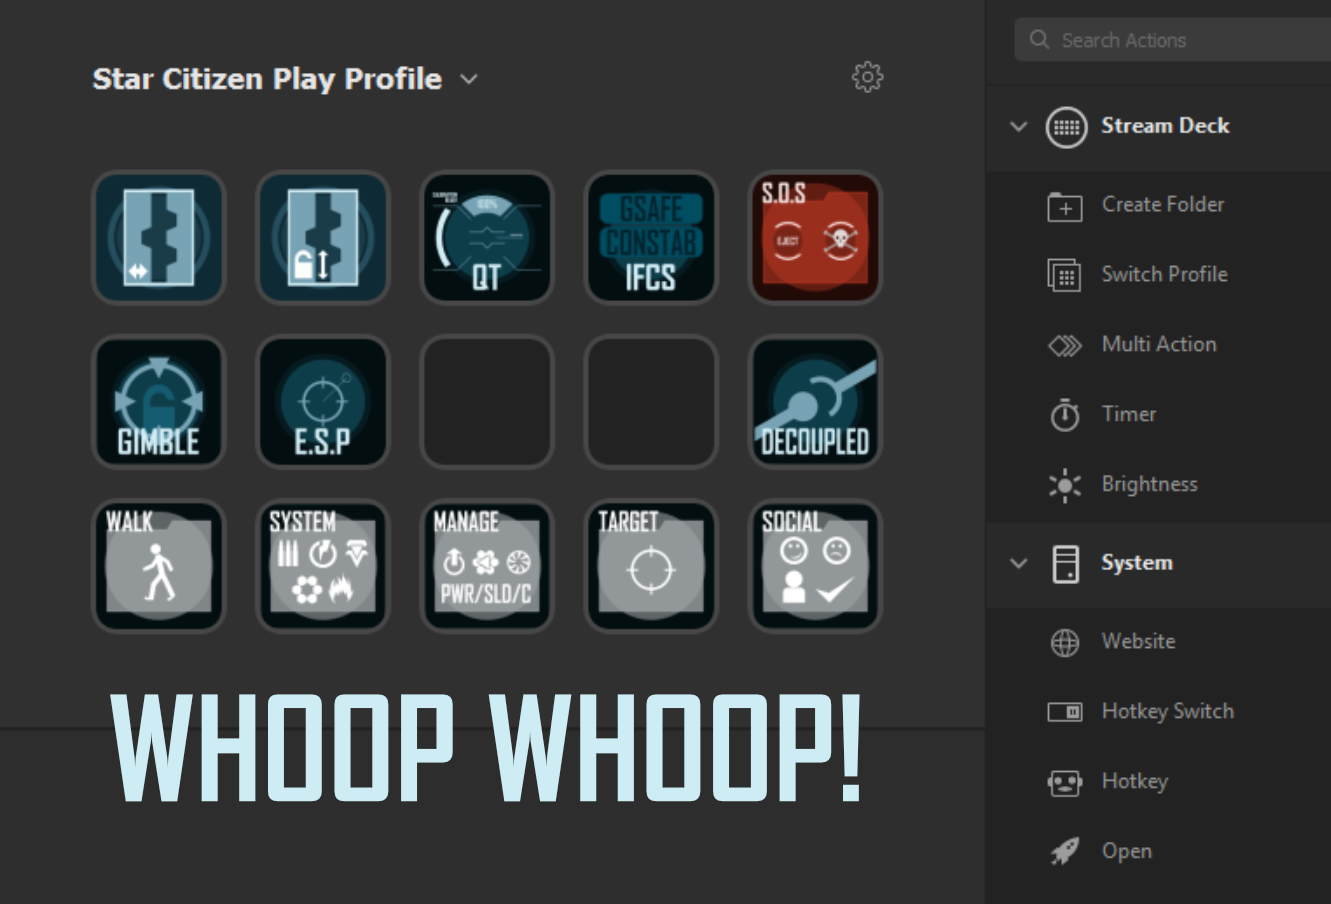 Star Citizen Play Profile
100%
QT
GSAFE
CONSTAB
IFCS
S.O.S
EJECT
GIMBLE
E.S.P
DECOUPLED
WALK
SYSTEM
MANAGE
PWR/SLD/C
TARGET
SOCIAL
WHOOP WHOOP!
Search Actions
Stream Deck
Create Folder
Switch Profile
Multi Action
Timer
Brightness
System
Website
Hotkey Switch
Hotkey
Open